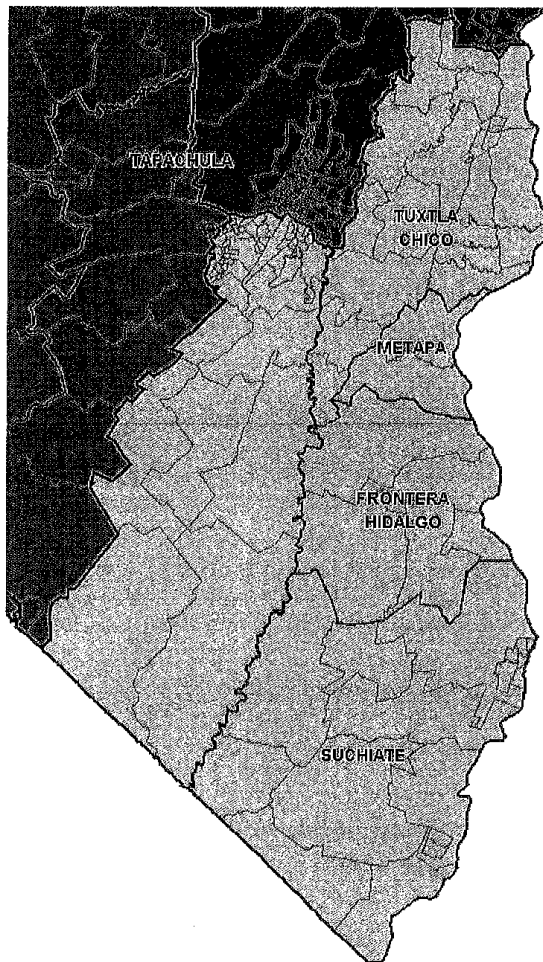 TAPACHULA
TUXTLA
CHICO
METAPA
FRONTERA
HIDALGO
SUCHIATE